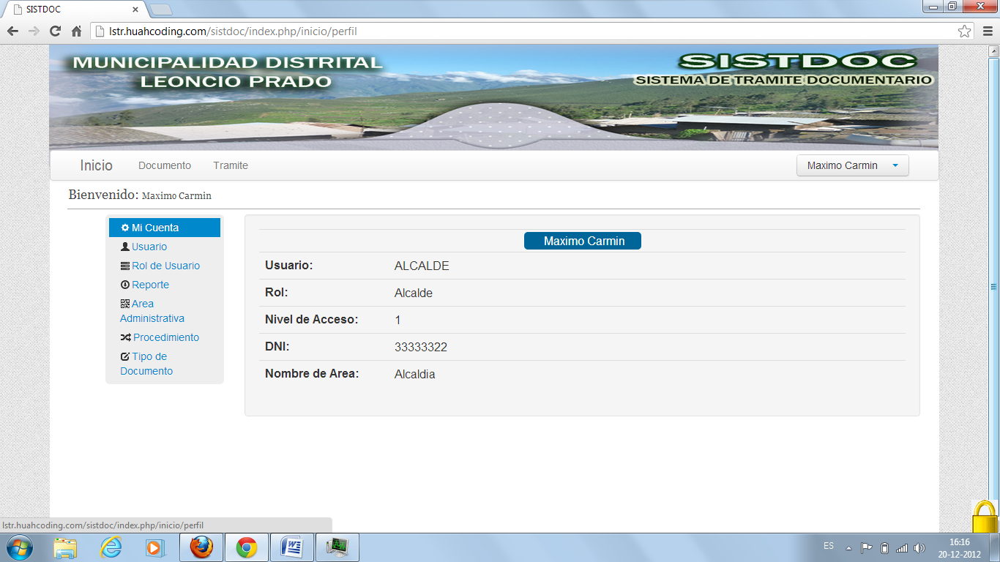 SISTDOC
lstr.huahcoding.com/sistdoc/index.php/inicio/perfil
MUNICIPALIDAD DISTRITAL
LEONCIO PRADO
SISTDOC
SISTEMA DE TRAMITE DOCUMENTARIO
Inicio Documento Tramite Maximo Carmin
Bienvenido: Maximo Carmin
Mi Cuenta
Usuario
Rol de Usuario
Reporte
Area
Administrativa
Procedimiento
Tipo de
Documento
Maximo Carmin
Usuario: ALCALDE
Rol: Alcalde
Nivel de Acceso: 1
DNI: 33333322
Nombre de Area: Alcaldia
lstr.huahcoding.com/sistdoc/index.php/inicio/perfil
ES
16:16
20-12-2012